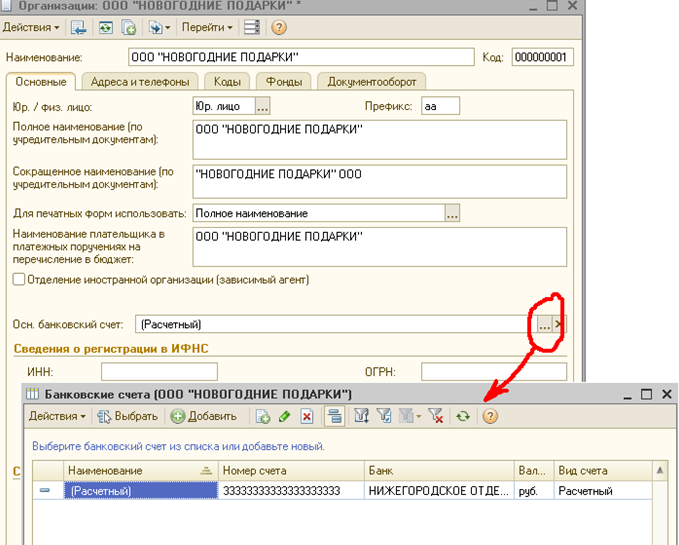 Организации: ООО "НОВОГОДНИЕ ПОДАРКИ" *
Действия Перейти
Наименование: ООО "НОВОГОДНИЕ ПОДАРКИ" Код: 000000001
Основные Адреса и телефоны Коды Фонды Документооборот
Юр. / физ. лицо: Юр. лицо ... Префикс: аа
Полное наименование (по учредительным документам): ООО "НОВОГОДНИЕ ПОДАРКИ"
Сокращенное наименование (по учредительным документам): "НОВОГОДНИЕ ПОДАРКИ" ООО
Для печатных форм использовать: Полное наименование ...
Наименование плательщика в платежных поручениях на перечисление в бюджет: ООО "НОВОГОДНИЕ ПОДАРКИ"
Отделение иностранной организации (зависимый агент)
Осн. банковский счет: (Расчетный) ... ×
Сведения о регистрации в ИФНС
ИНН: ОГРН:
Банковские счета (ООО "НОВОГОДНИЕ ПОДАРКИ")
Действия Выбрать Добавить
Выберите банковский счет из списка или добавьте новый.
С
Наименование Номер счета Банк Вал... Вид счета
(Расчетный) 33333333333333333333 НИЖЕГОРОДСКОЕ ОТДЕ... руб. Расчетный